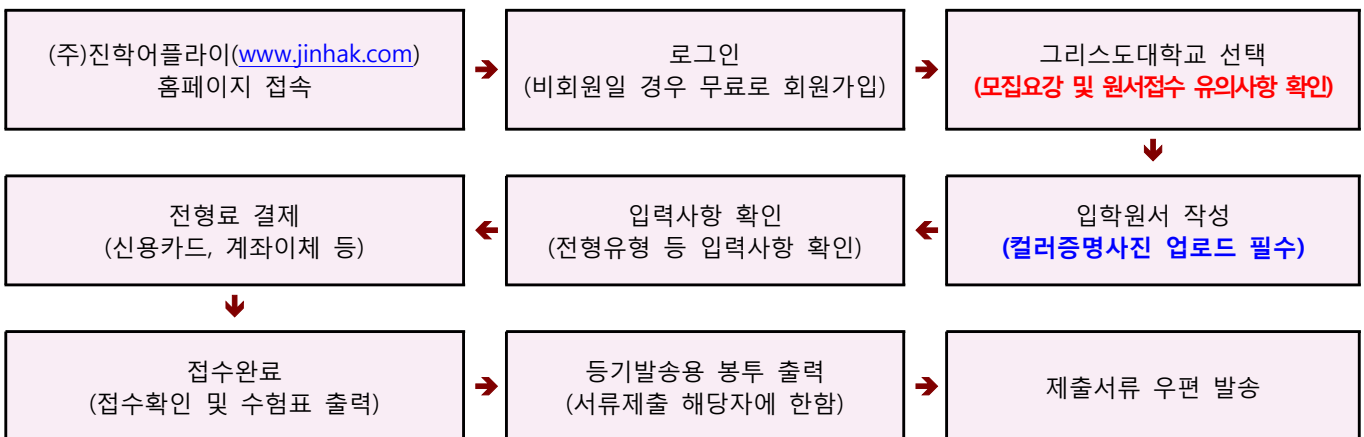 (주)진학어플라이(www.jinhak.com)
홈페이지 접속
로그인
(비회원일 경우 무료로 회원가입)
그리스도대학교 선택
(모집요강 및 원서접수 유의사항 확인)
입학원서 작성
(컬러증명사진 업로드 필수)
입력사항 확인
(전형유형 등 입력사항 확인)
전형료 결제
(신용카드, 계좌이체 등)
접수완료
(접수확인 및 수험표 출력)
등기발송용 봉투 출력
(서류제출 해당자에 한함)
제출서류 우편 발송